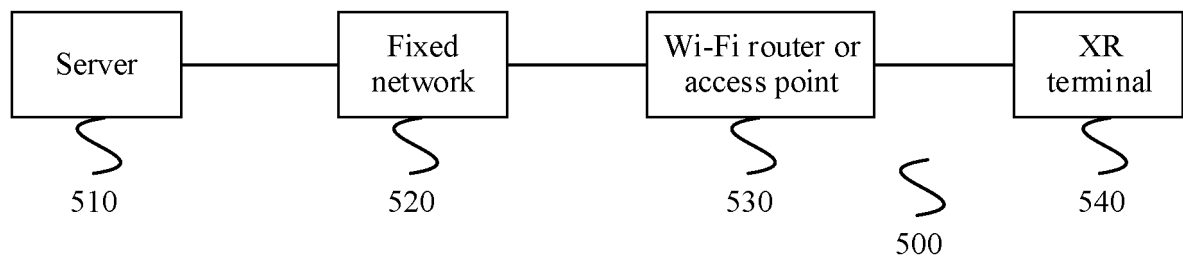 Server
Fixed
network
Wi-Fi router or
access point
XR
terminal
510
520
530
540
500